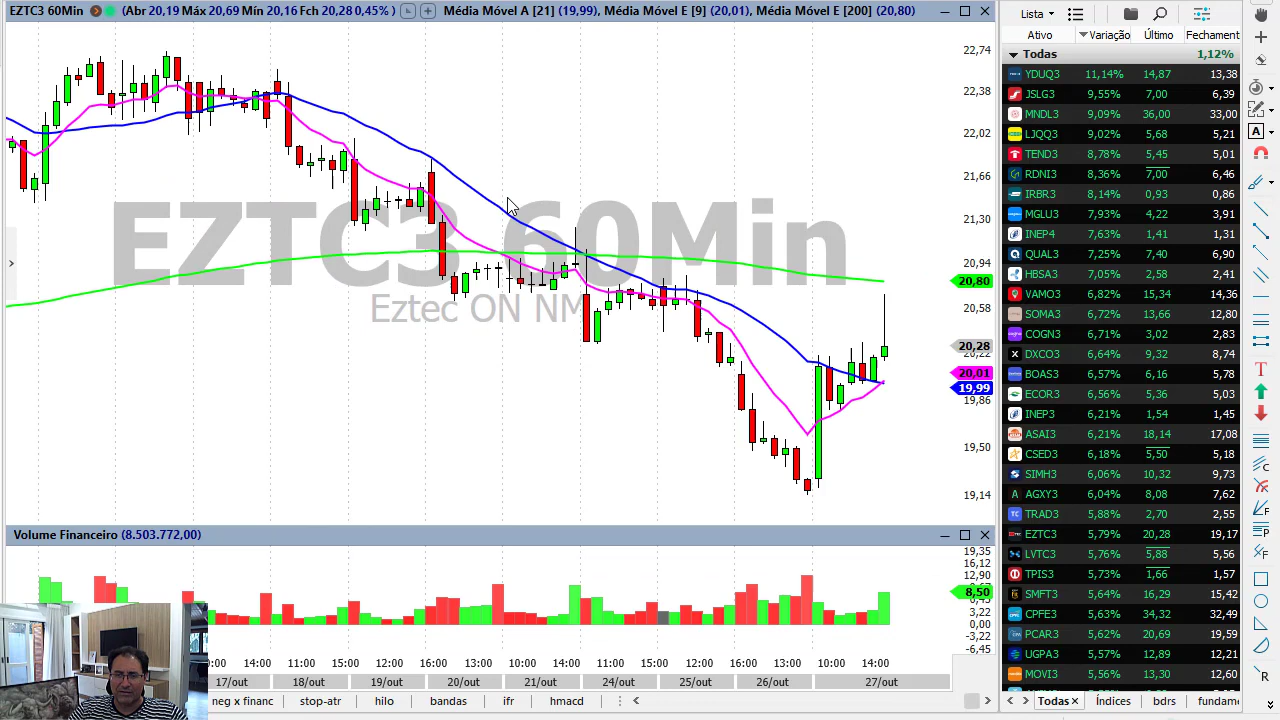 EZTC3 60Min (Abr 20,19 Máx 20,69 Mín 20,16 Fch 20,28 0,45%) Média Móvel A [21] (19,99), Média Móvel E [9] (20,01), Média Móvel E [200] (20,80)
EZTC3 60Min
Eztec ON NM
22,74
22,38
22,02
21,66
21,30
20,94
20,80
20,58
20,28
20,22
20,01
19,99
19,86
19,50
19,14
Volume Financeiro (8.503.772,00)
19,35
16,12
12,90
8,50
0,00
-3,22
-6,45
14:00 11:00 15:00 12:00 16:00 13:30 10:00 14:00 11:00 15:00 12:00 16:00 13:00 10:00 14:00
17/out 18/out 19/out 20/out 21/out 24/out 25/out 26/out 27/out
neg x financ stop-atr hilo bandas ifr hmacd
Lista
Ativo Variação Último Fechament
Todas 1,12%
YDUQ3 11,14% 14,87 13,38
JSLG3 9,55% 7,00 6,39
MNDL3 9,09% 36,00 33,00
LJQQ3 9,02% 5,68 5,21
TEND3 8,78% 5,45 5,01
RDNI3 8,36% 7,00 6,46
IRBR3 8,14% 0,93 0,86
MGLU3 7,93% 4,22 3,91
INEP4 7,63% 1,41 1,31
QUAL3 7,25% 7,40 6,90
HBSA3 7,05% 2,58 2,41
VAMO3 6,82% 15,34 14,36
SOMA3 6,72% 13,66 12,80
COGN3 6,71% 3,02 2,83
DXCO3 6,64% 9,32 8,74
BOAS3 6,57% 6,16 5,78
ECOR3 6,56% 5,36 5,03
INEP3 6,21% 1,54 1,45
ASAI3 6,21% 18,14 17,08
CSED3 6,18% 5,50 5,18
SIMH3 6,06% 10,32 9,73
AGXY3 6,04% 8,08 7,62
TRAD3 5,88% 2,70 2,55
EZTC3 5,79% 20,28 19,17
LVTC3 5,76% 5,88 5,56
TPIS3 5,73% 1,66 1,57
SMFT3 5,64% 16,29 15,42
CPFE3 5,63% 34,32 32,49
PCAR3 5,62% 20,69 19,59
UGPA3 5,57% 12,89 12,21
MOVI3 5,56% 13,30 12,60
Todas Índices bdrs fundame